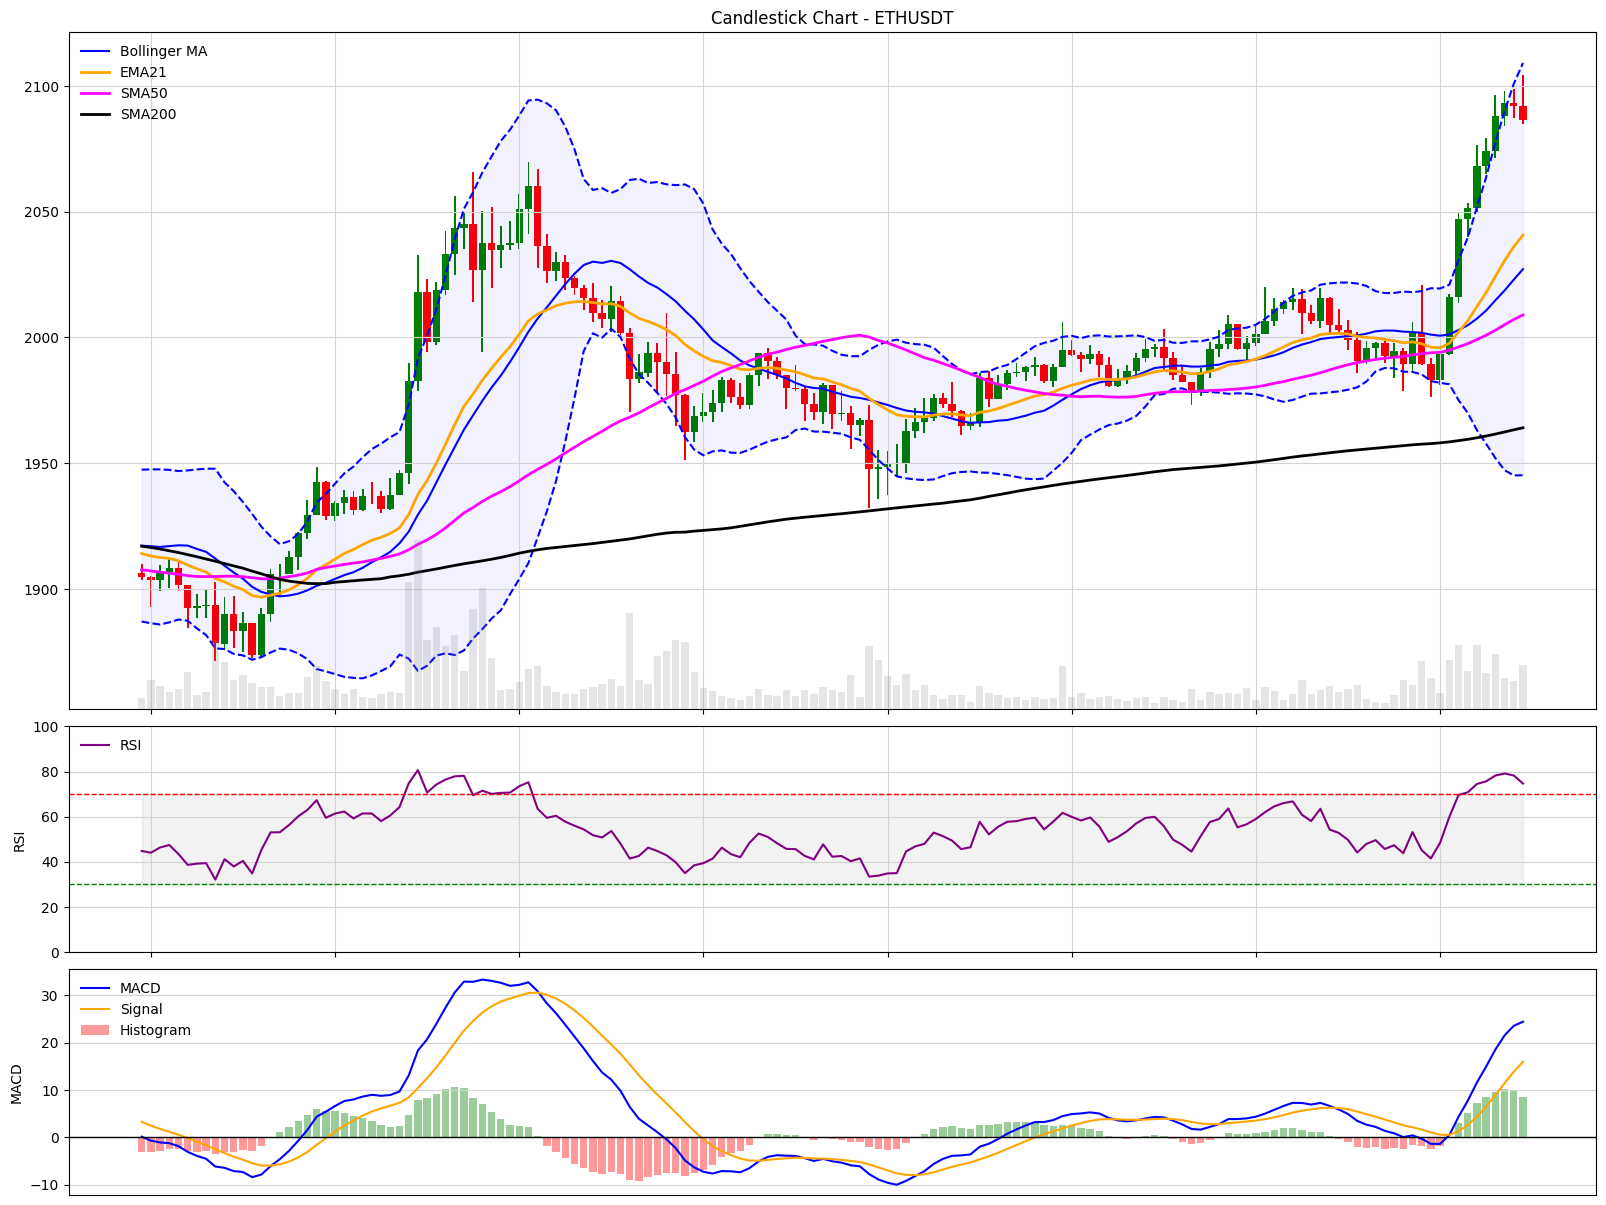 Candlestick Chart - ETHUSDT
Bollinger MA
EMA21
SMA50
SMA200
2100
2050
2000
1950
1900
RSI
100
80
60
40
20
0
RSI
MACD
Signal
Histogram
30
20
10
0
−10
MACD